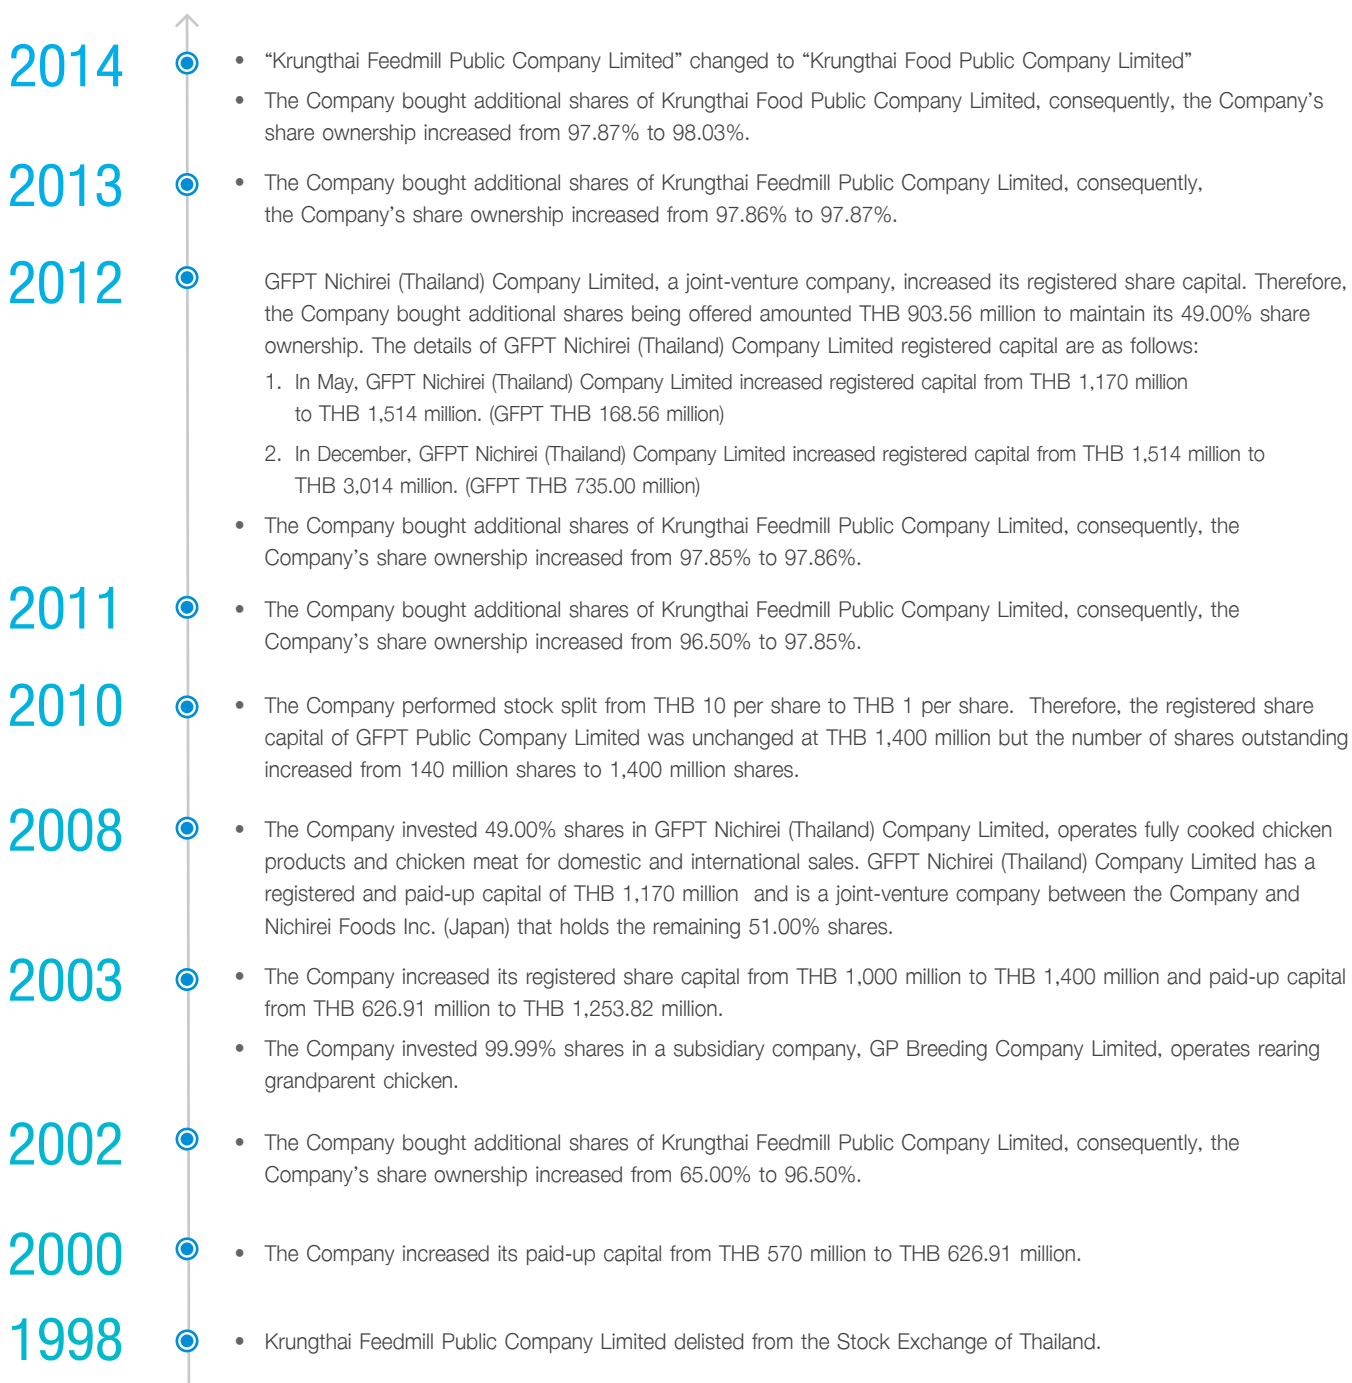 2014
• “Krungthai Feedmill Public Company Limited” changed to “Krungthai Food Public Company Limited”
• The Company bought additional shares of Krungthai Food Public Company Limited, consequently, the Company’s
share ownership increased from 97.87% to 98.03%.
2013
• The Company bought additional shares of Krungthai Feedmill Public Company Limited, consequently,
the Company’s share ownership increased from 97.86% to 97.87%.
2012
GFPT Nichirei (Thailand) Company Limited, a joint-venture company, increased its registered share capital. Therefore,
the Company bought additional shares being offered amounted THB 903.56 million to maintain its 49.00% share
ownership. The details of GFPT Nichirei (Thailand) Company Limited registered capital are as follows:
1. In May, GFPT Nichirei (Thailand) Company Limited increased registered capital from THB 1,170 million
to THB 1,514 million. (GFPT THB 168.56 million)
2. In December, GFPT Nichirei (Thailand) Company Limited increased registered capital from THB 1,514 million to
THB 3,014 million. (GFPT THB 735.00 million)
• The Company bought additional shares of Krungthai Feedmill Public Company Limited, consequently, the
Company’s share ownership increased from 97.85% to 97.86%.
2011
• The Company bought additional shares of Krungthai Feedmill Public Company Limited, consequently, the
Company’s share ownership increased from 96.50% to 97.85%.
2010
• The Company performed stock split from THB 10 per share to THB 1 per share. Therefore, the registered share
capital of GFPT Public Company Limited was unchanged at THB 1,400 million but the number of shares outstanding
increased from 140 million shares to 1,400 million shares.
2008
• The Company invested 49.00% shares in GFPT Nichirei (Thailand) Company Limited, operates fully cooked chicken
products and chicken meat for domestic and international sales. GFPT Nichirei (Thailand) Company Limited has a
registered and paid-up capital of THB 1,170 million and is a joint-venture company between the Company and
Nichirei Foods Inc. (Japan) that holds the remaining 51.00% shares.
2003
• The Company increased its registered share capital from THB 1,000 million to THB 1,400 million and paid-up capital
from THB 626.91 million to THB 1,253.82 million.
• The Company invested 99.99% shares in a subsidiary company, GP Breeding Company Limited, operates rearing
grandparent chicken.
2002
• The Company bought additional shares of Krungthai Feedmill Public Company Limited, consequently, the
Company’s share ownership increased from 65.00% to 96.50%.
2000
• The Company increased its paid-up capital from THB 570 million to THB 626.91 million.
1998
• Krungthai Feedmill Public Company Limited delisted from the Stock Exchange of Thailand.